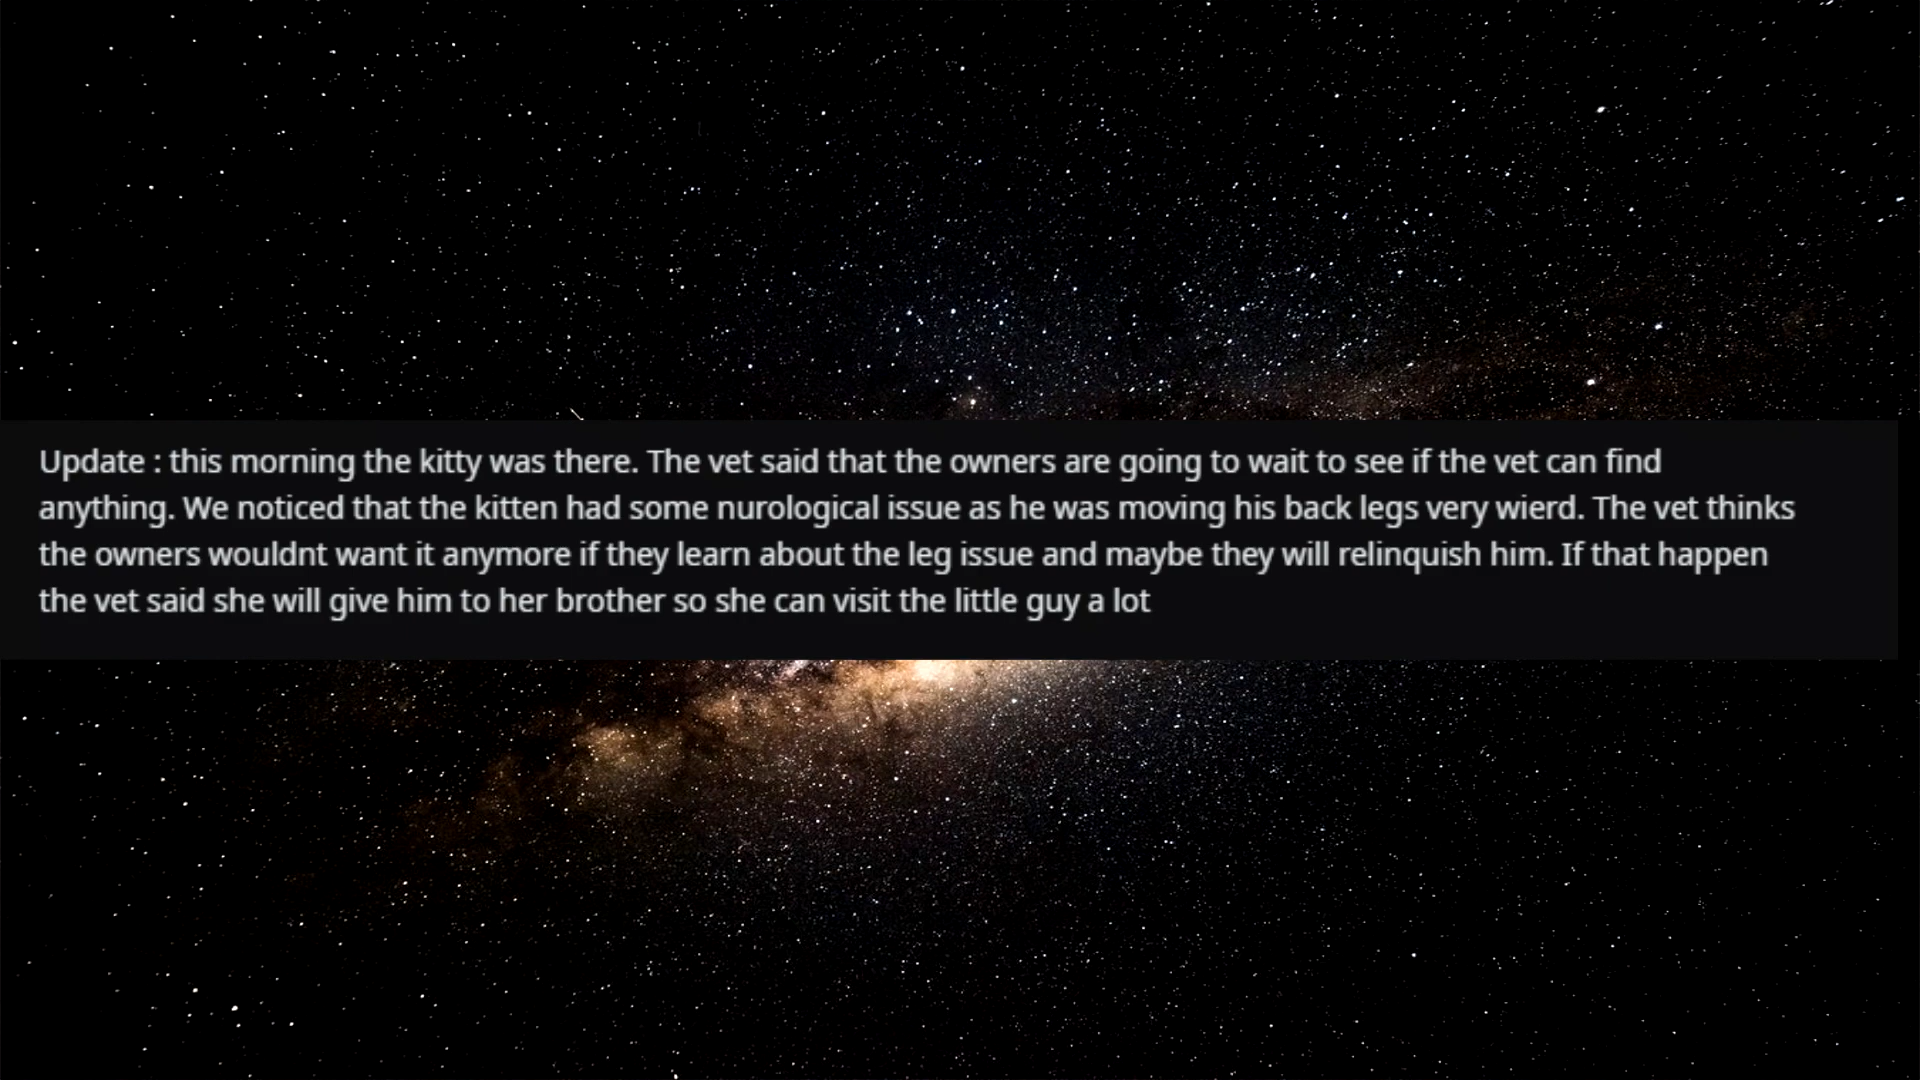 Update : this morning the kitty was there. The vet said that the owners are going to wait to see if the vet can find
anything. We noticed that the kitten had some nurological issue as he was moving his back legs very wierd. The vet thinks
the owners wouldnt want it anymore if they learn about the leg issue and maybe they will relinquish him. If that happen
the vet said she will give him to her brother so she can visit the little guy a lot